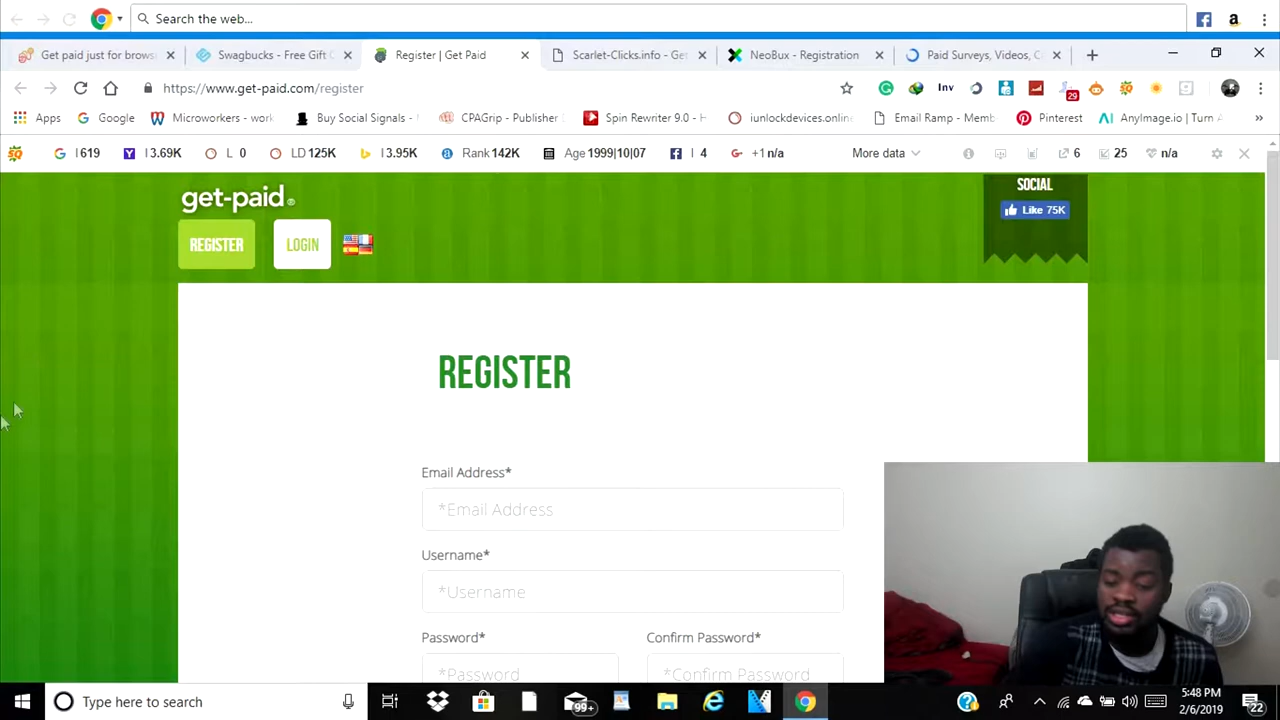 Search the web...
Get paid just for brows
Swagbucks - Free Gift C
Register | Get Paid
Scarlet-Clicks.info - Ge
NeoBux - Registration
Paid Surveys, Videos, C
https://www.get-paid.com/register
Inv
29
Apps
Google
Microworkers - work
Buy Social Signals -
CPAGrip - Publisher
Spin Rewriter 9.0 - H
iunlockdevices.online
Email Ramp - Memb
Pinterest
AnyImage.io | Turn A
»
I 619
I 3.69K
L 0
LD 125K
I 3.95K
Rank 142K
Age 1999|10|07
I 4
+1 n/a
More data
6
25
n/a
get-paid®
SOCIAL
Like 75K
REGISTER
LOGIN
REGISTER
Email Address*
*Email Address
Username*
*Username
Password*
Confirm Password*
*Password
*Confirm Password
Type here to search
99+
5:48 PM
2/6/2019
22